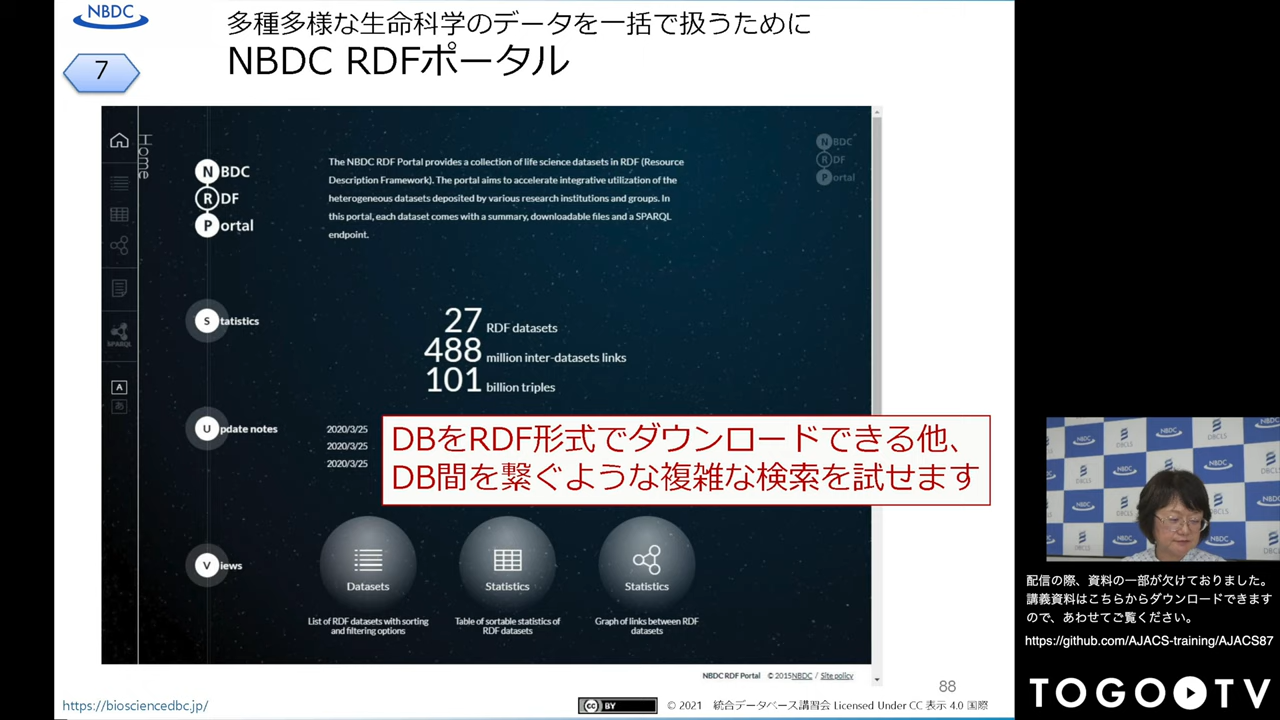 NBDC
7
多種多様な生命科学のデータを一括で扱うために
NBDC RDFポータル
Home
NBDC
RDF
Portal
The NBDC RDF Portal provides a collection of life science datasets in RDF (Resource
Description Framework). The portal aims to accelerate integrative utilization of the
heterogeneous datasets deposited by various research institutions and groups. In
this portal, each dataset comes with a summary, downloadable files and a SPARQL
endpoint.
NBDC
RDF
Portal
Statistics
27 RDF datasets
488 million inter-datasets links
101 billion triples
SPARQL
A
あ
Update notes
2020/3/25
2020/3/25
2020/3/25
DBをRDF形式でダウンロードできる他、
DB間を繋ぐような複雑な検索を試せます
Views
Datasets
Statistics
Statistics
List of RDF datasets with sorting
and filtering options
Table of sortable statistics of
RDF datasets
Graph of links between RDF
datasets
NBDC RDF Portal © 2015NBDC / Site policy
88
https://biosciencedbc.jp/
CC BY
© 2021 統合データベース講習会 Licensed Under CC 表示 4.0 国際
NBDC
DBCLS
配信の際、資料の一部が欠けておりました。
講義資料はこちらからダウンロードできます
ので、あわせてご覧ください。
https://github.com/AJACS-training/AJACS87
TOGO TV